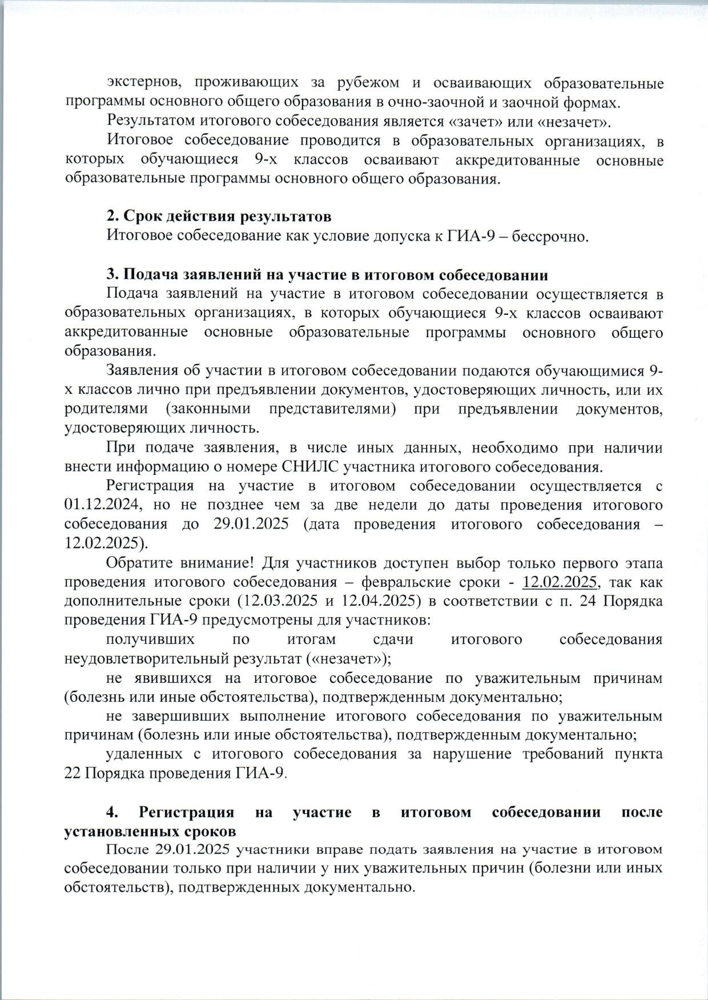 экстернов, проживающих за рубежом и осваивающих образовательные
программы основного общего образования в очно-заочной и заочной формах.
Результатом итогового собеседования является «зачет» или «незачет».
Итоговое собеседование проводится в образовательных организациях, в
которых обучающиеся 9-х классов осваивают аккредитованные основные
образовательные программы основного общего образования.
2. Срок действия результатов
Итоговое собеседование как условие допуска к ГИА-9 – бессрочно.
3. Подача заявлений на участие в итоговом собеседовании
Подача заявлений на участие в итоговом собеседовании осуществляется в
образовательных организациях, в которых обучающиеся 9-х классов осваивают
аккредитованные основные образовательные программы основного общего
образования.
Заявления об участии в итоговом собеседовании подаются обучающимися 9-
х классов лично при предъявлении документов, удостоверяющих личность, или их
родителями (законными представителями) при предъявлении документов,
удостоверяющих личность.
При подаче заявления, в числе иных данных, необходимо при наличии
внести информацию о номере СНИЛС участника итогового собеседования.
Регистрация на участие в итоговом собеседовании осуществляется с
01.12.2024, но не позднее чем за две недели до даты проведения итогового
собеседования до 29.01.2025 (дата проведения итогового собеседования –
12.02.2025).
Обратите внимание! Для участников доступен выбор только первого этапа
проведения итогового собеседования – февральские сроки - 12.02.2025, так как
дополнительные сроки (12.03.2025 и 12.04.2025) в соответствии с п. 24 Порядка
проведения ГИА-9 предусмотрены для участников:
получивших по итогам сдачи итогового собеседования
неудовлетворительный результат («незачет»);
не явившихся на итоговое собеседование по уважительным причинам
(болезнь или иные обстоятельства), подтвержденным документально;
не завершивших выполнение итогового собеседования по уважительным
причинам (болезнь или иные обстоятельства), подтвержденным документально;
удаленных с итогового собеседования за нарушение требований пункта
22 Порядка проведения ГИА-9.
4. Регистрация на участие в итоговом собеседовании после
установленных сроков
После 29.01.2025 участники вправе подать заявления на участие в итоговом
собеседовании только при наличии у них уважительных причин (болезни или иных
обстоятельств), подтвержденных документально.